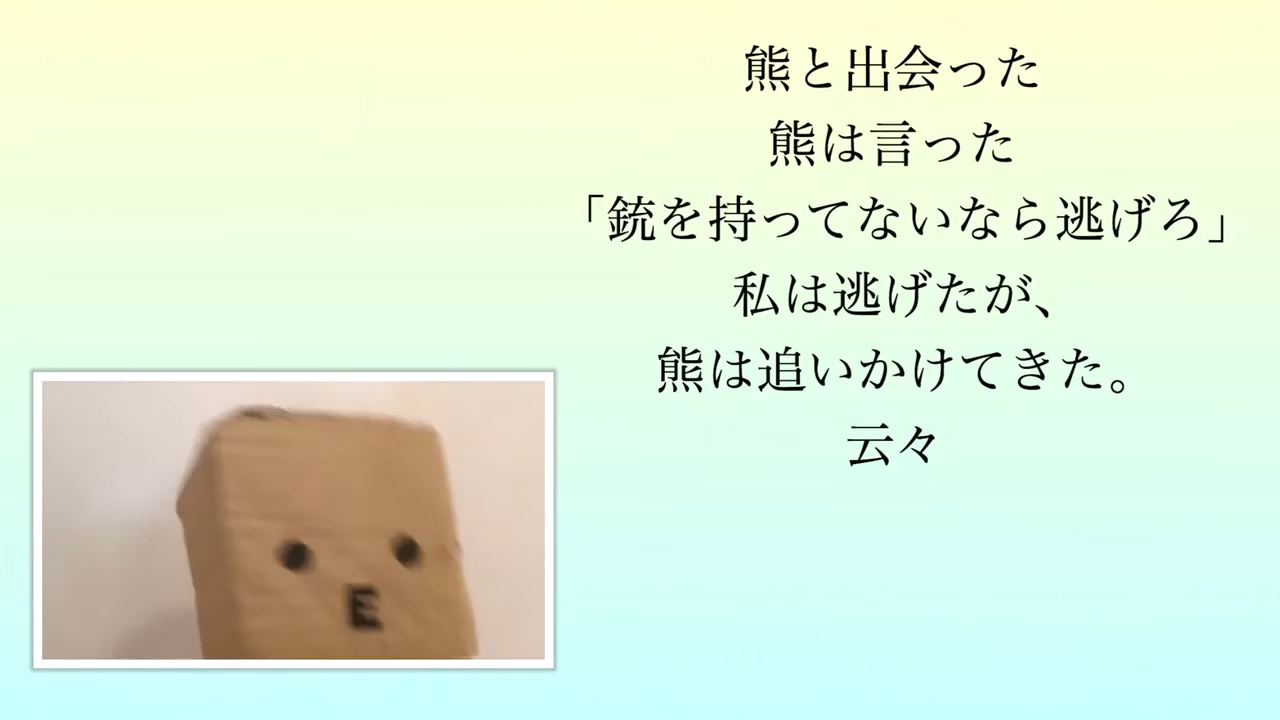 熊と出会った
熊は言った
「銃を持ってないなら逃げろ」
私は逃げたが、
熊は追いかけてきた。
云々
E